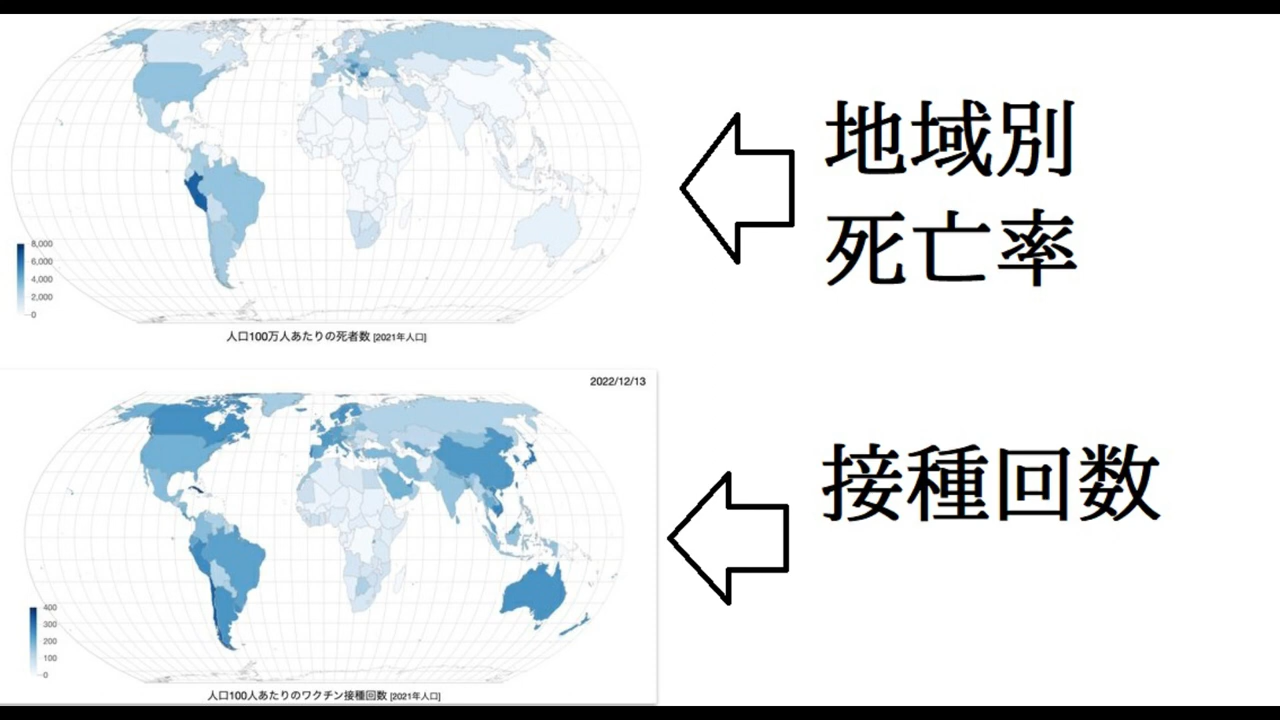 地域別
死亡率
8,000
6,000
4,000
2,000
0
人口100万人あたりの死者数 [2021年人口]
2022/12/13
接種回数
400
300
200
100
0
人口100人あたりのワクチン接種回数 [2021年人口]